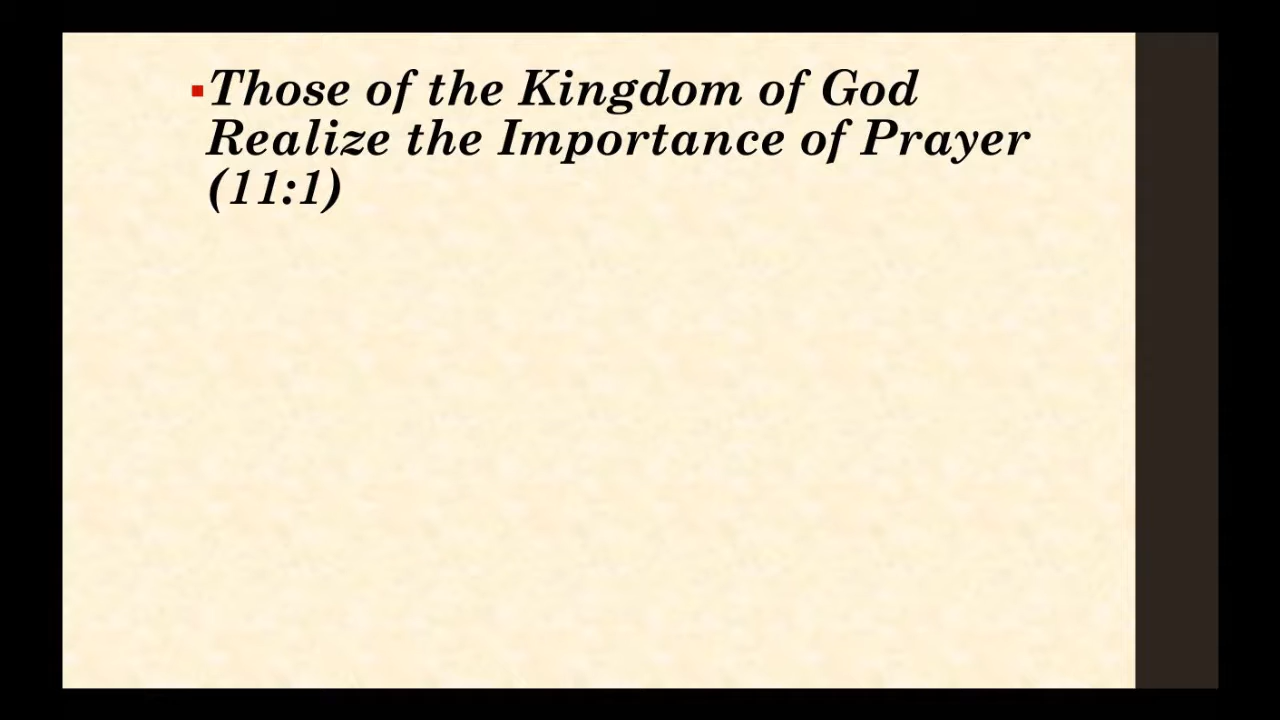 Those of the Kingdom of God
Realize the Importance of Prayer
(11:1)